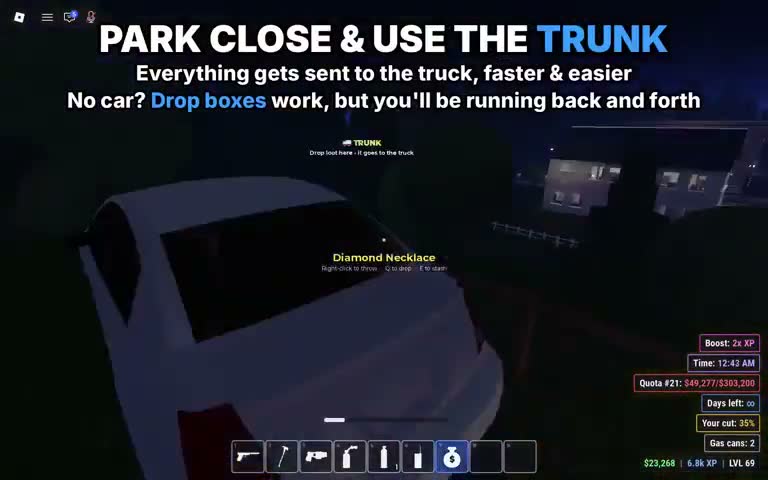 PARK CLOSE & USE THE TRUNK
Everything gets sent to the truck, faster & easier
No car? Drop boxes work, but you'll be running back and forth
TRUNK
Drop loot here - it goes to the truck
Diamond Necklace
Right-click to throw Q to drop E to stash
Boost: 2x XP
Time: 12:43 AM
Quota #21: $49,277/$303,200
Days left: ∞
Your cut: 35%
Gas cans: 2
1
$23,268 | 6.8k XP | LVL 69